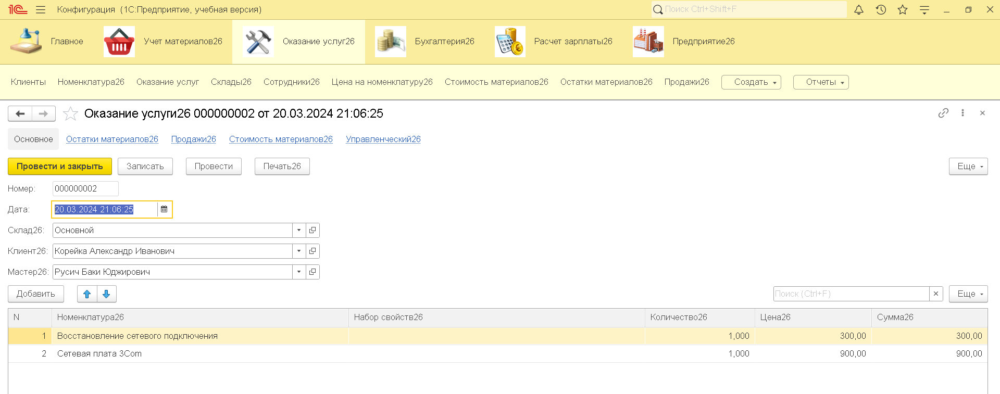 1С Конфигурация (1С:Предприятие, учебная версия) Поиск Ctrl+Shift+F
Главное Учет материалов26 Оказание услуг26 Бухгалтерия26 Расчет зарплаты26 Предприятие26
Клиенты Номенклатура26 Оказание услуг Склады26 Сотрудники26 Цена на номенклатуру26 Стоимость материалов26 Остатки материалов26 Продажи26 Создать Отчеты
Оказание услуги26 000000002 от 20.03.2024 21:06:25
Основное Остатки материалов26 Продажи26 Стоимость материалов26 Управленческий26
Провести и закрыть Записать Провести Печать26 Еще
Номер: 000000002
Дата: 20.03.2024 21:06:25
Склад26: Основной
Клиент26: Корейка Александр Иванович
Мастер26: Русич Баки Юджирович
Добавить Поиск (Ctrl+F) Еще
N Номенклатура26 Набор свойств26 Количество26 Цена26 Сумма26
1 Восстановление сетевого подключения 1,000 300,00 300,00
2 Сетевая плата 3Com 1,000 900,00 900,00